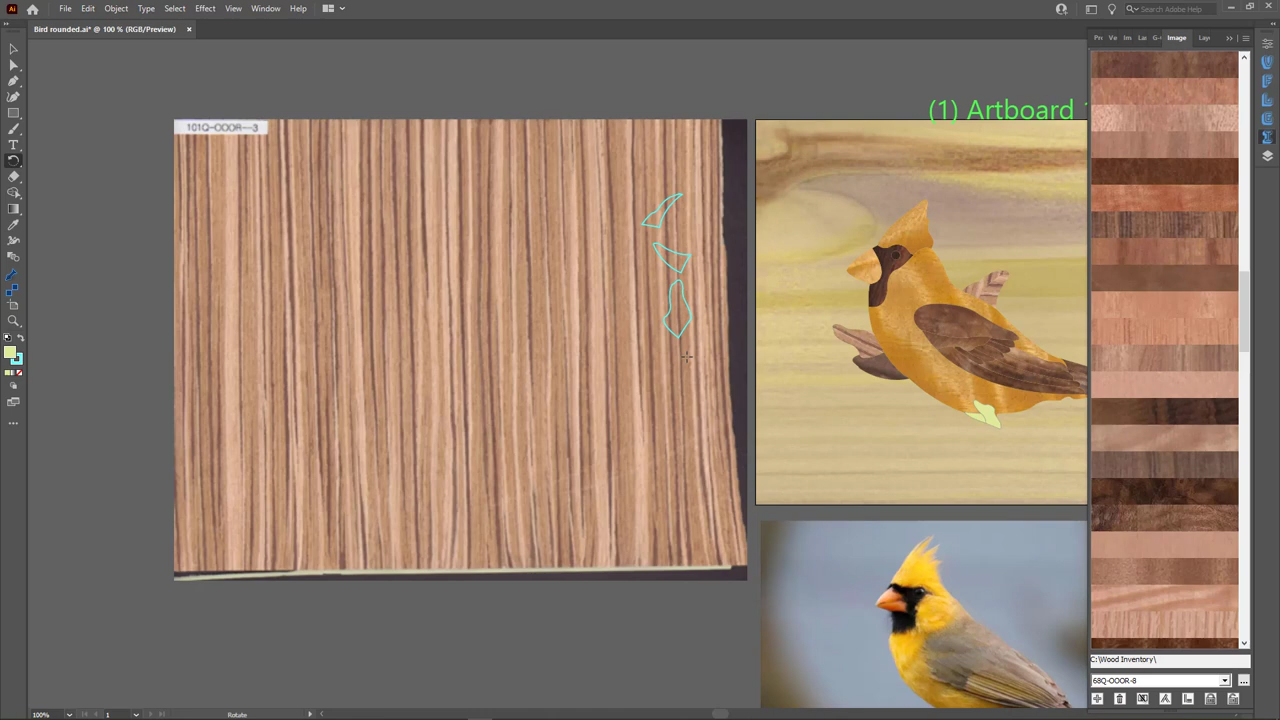 Ai File Edit Object Type Select Effect View Window Help
Search Adobe Help
Bird rounded.ai* @ 100 % (RGB/Preview)
Image
101Q-OOOR--3
(1) Artboard
C:\Wood Inventory\
68Q-OOOR-8
100%
1
Rotate